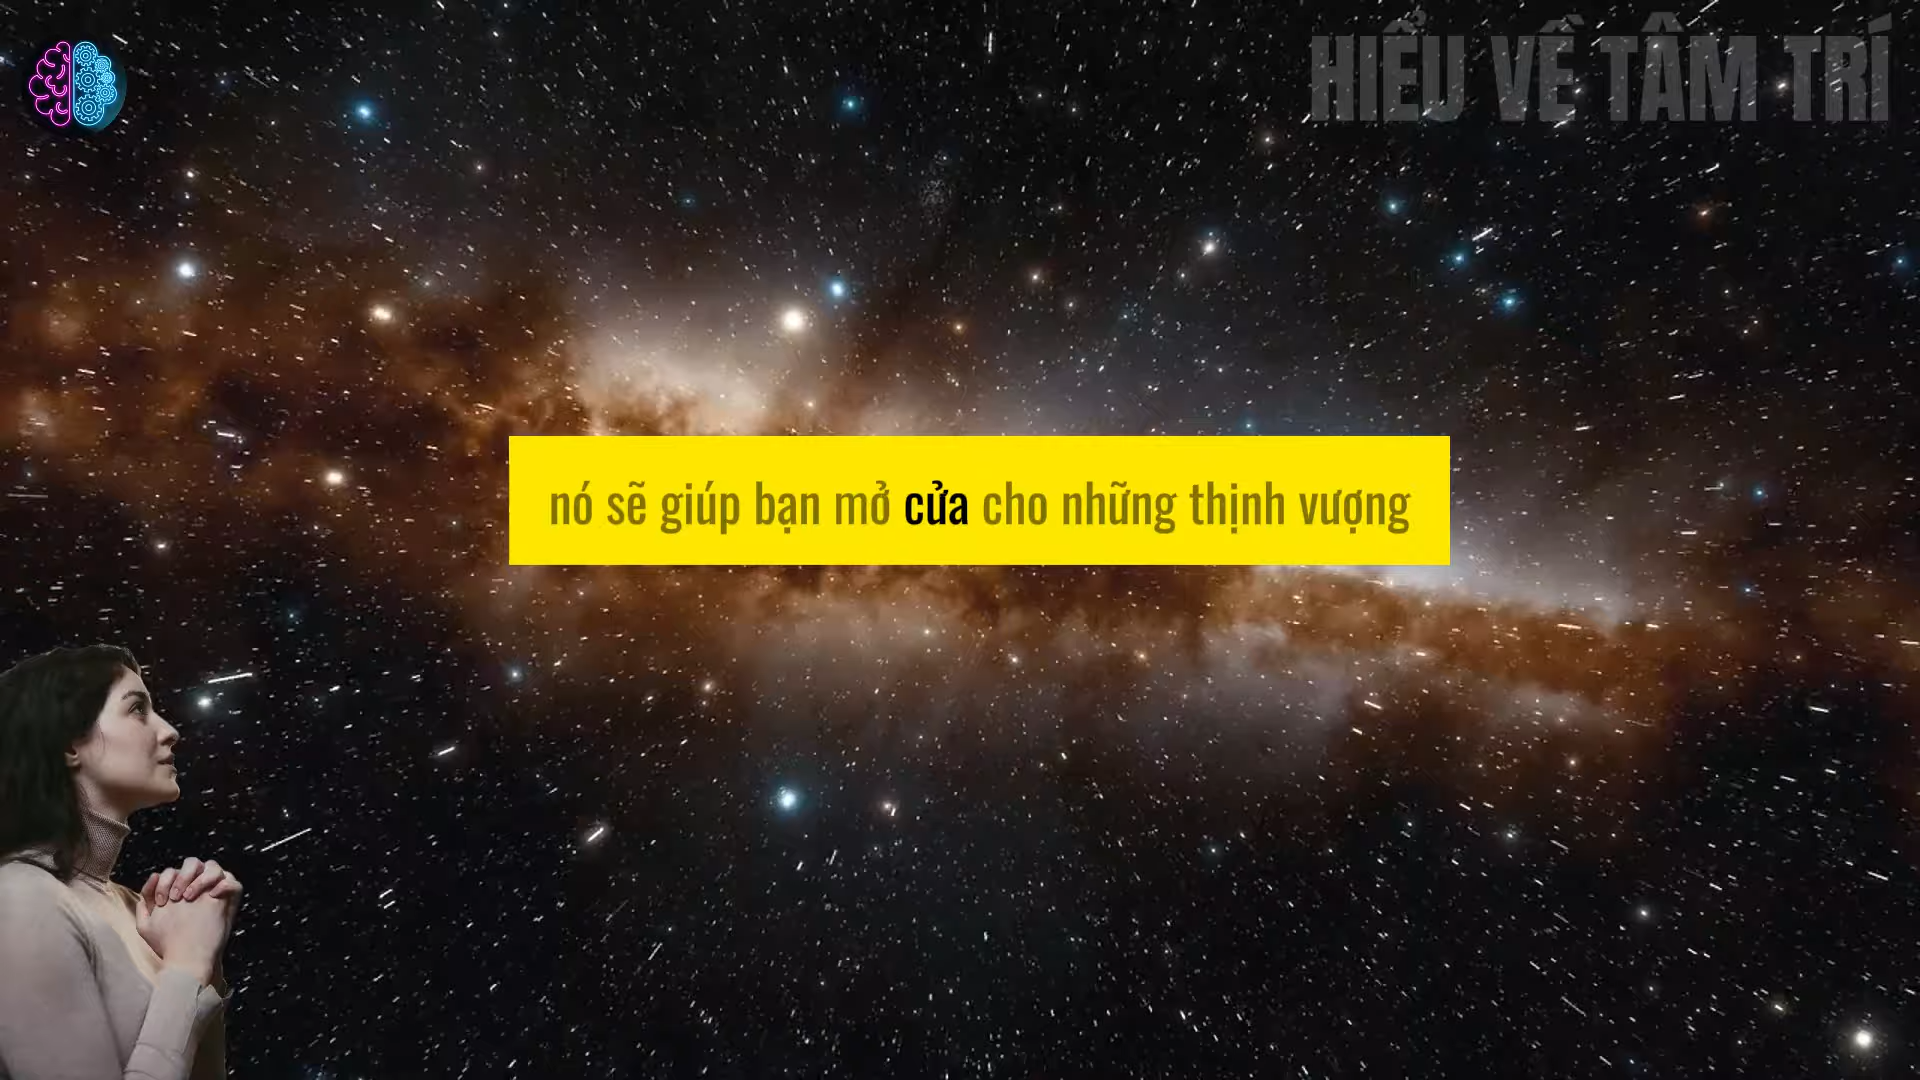 HIỂU VỀ TÂM TRÍ
nó sẽ giúp bạn mở cửa cho những thịnh vượng